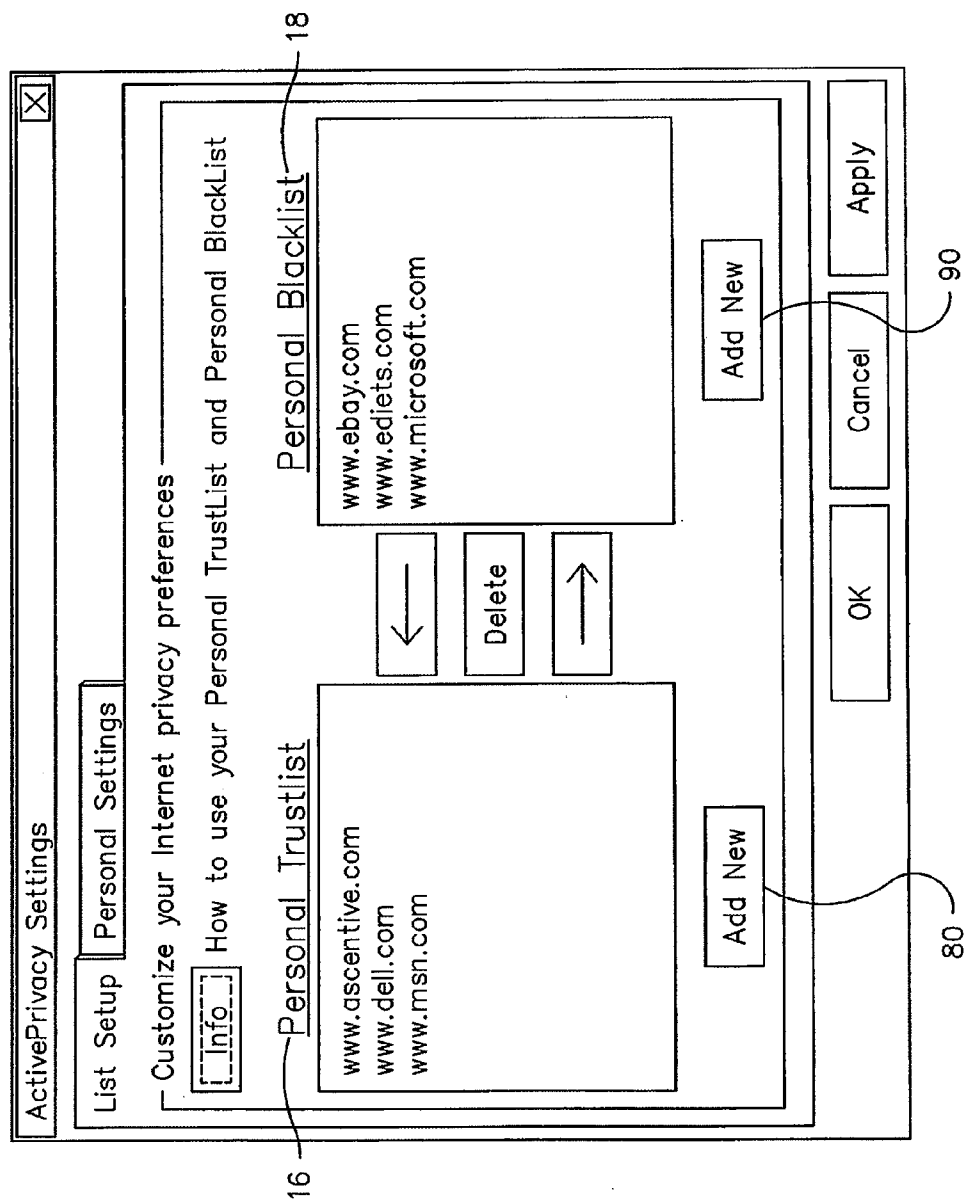 ActivePrivacy Settings
List Setup
Personal Settings
Customize your Internet privacy preferences
Info
How to use your Personal TrustList and Personal BlackList
16
Personal Trustlist
www.ascentive.com
www.dell.com
www.msn.com
Add New
80
←
Delete
→
Personal Blacklist
18
www.ebay.com
www.ediets.com
www.microsoft.com
Add New
90
OK
Cancel
Apply